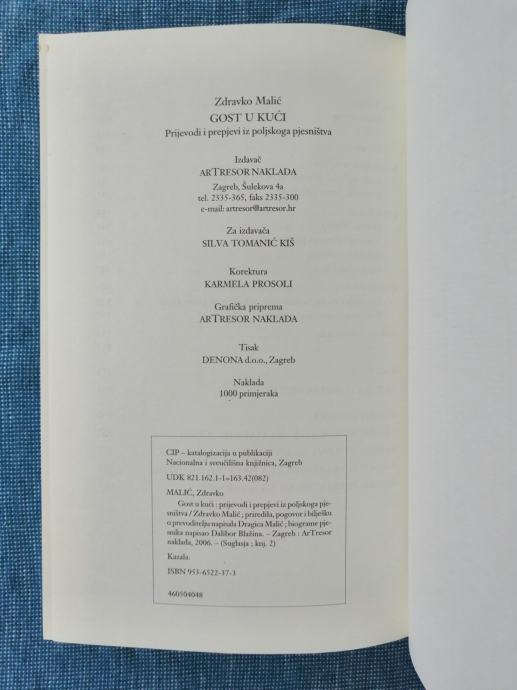 Zdravko Malić
GOST U KUĆI
Prijevodi i prepjevi iz poljskoga pjesništva
Izdavač
ARTRESOR NAKLADA
Zagreb, Šulekova 4a
tel. 2335-365, faks 2335-300
e-mail: artresor@artresor.hr
Za izdavača
SILVA TOMANIĆ KIŠ
Korektura
KARMELA PROSOLI
Grafička priprema
ARTRESOR NAKLADA
Tisak
DENONA d.o.o., Zagreb
Naklada
1000 primjeraka
CIP – katalogizacija u publikaciji
Nacionalna i sveučilišna knjižnica, Zagreb
UDK 821.162.1-1=163.42(082)
MALIĆ, Zdravko
Gost u kući : prijevodi i prepjevi iz poljskoga pje-
sništva / Zdravko Malić ; priredila, pogovor i bilješku
o prevoditelju napisala Dragica Malić ; biograme pje-
snika napisao Dalibor Blažina. – Zagreb : ArTresor
naklada, 2006. – (Suglasja ; knj. 2)
Kazala.
ISBN 953-6522-37-3
460504048